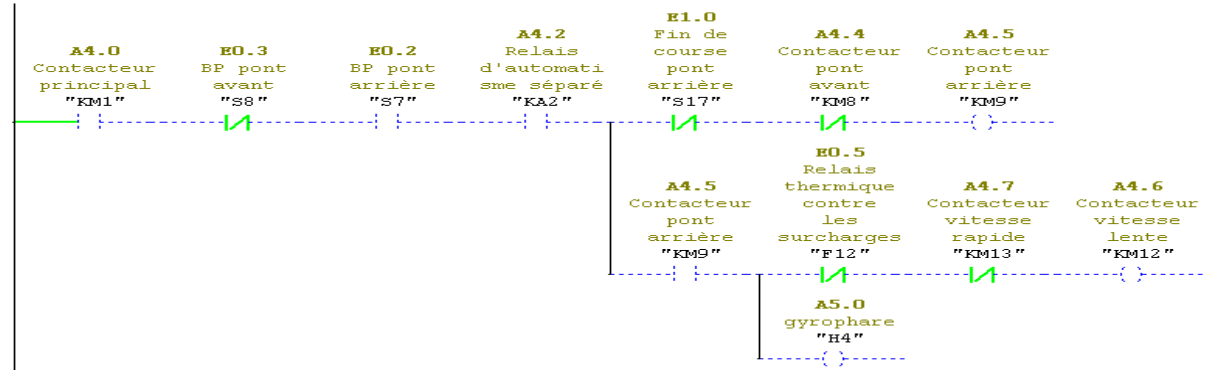 A4.0
Contacteur
principal
"KM1"
E0.3
BP pont
avant
"S8"
E0.2
BP pont
arrière
"S7"
A4.2
Relais
d'automati
sme séparé
"KA2"
E1.0
Fin de
course
pont
arrière
"S17"
A4.4
Contacteur
pont
avant
"KM8"
A4.5
Contacteur
pont
arrière
"KM9"
A4.5
Contacteur
pont
arrière
"KM9"
E0.5
Relais
thermique
contre
les
surcharges
"F12"
A4.7
Contacteur
vitesse
rapide
"KM13"
A4.6
Contacteur
vitesse
lente
"KM12"
A5.0
gyrophare
"H4"